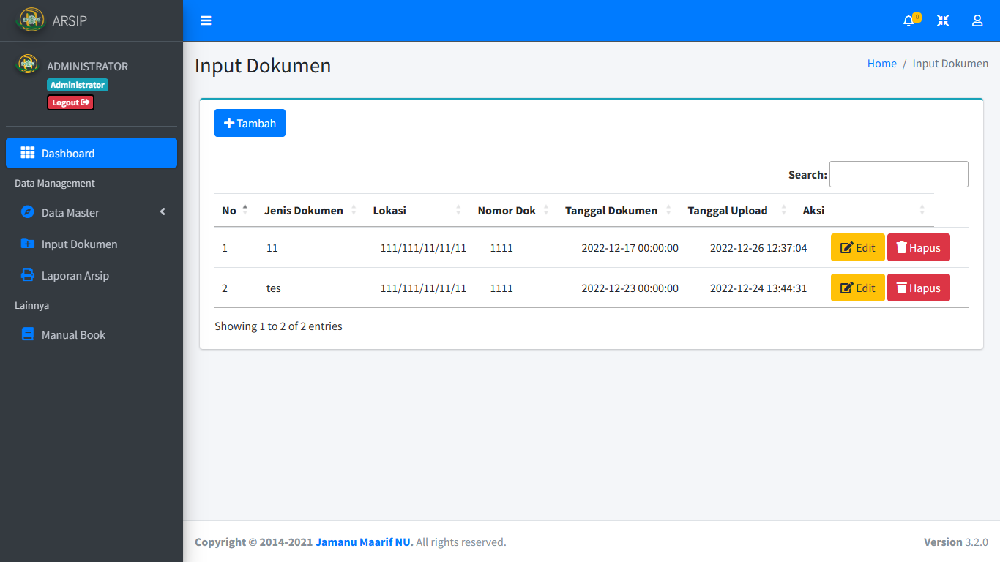 ARSIP
0
ADMINISTRATOR
Administrator
Logout
Dashboard
Data Management
Data Master
Input Dokumen
Laporan Arsip
Lainnya
Manual Book
Input Dokumen
Home / Input Dokumen
Tambah
Search:
No Jenis Dokumen Lokasi Nomor Dok Tanggal Dokumen Tanggal Upload Aksi
1 11 111/111/11/11/11 1111 2022-12-17 00:00:00 2022-12-26 12:37:04 Edit Hapus
2 tes 111/111/11/11/11 1111 2022-12-23 00:00:00 2022-12-24 13:44:31 Edit Hapus
Showing 1 to 2 of 2 entries
Copyright © 2014-2021 Jamanu Maarif NU. All rights reserved.
Version 3.2.0